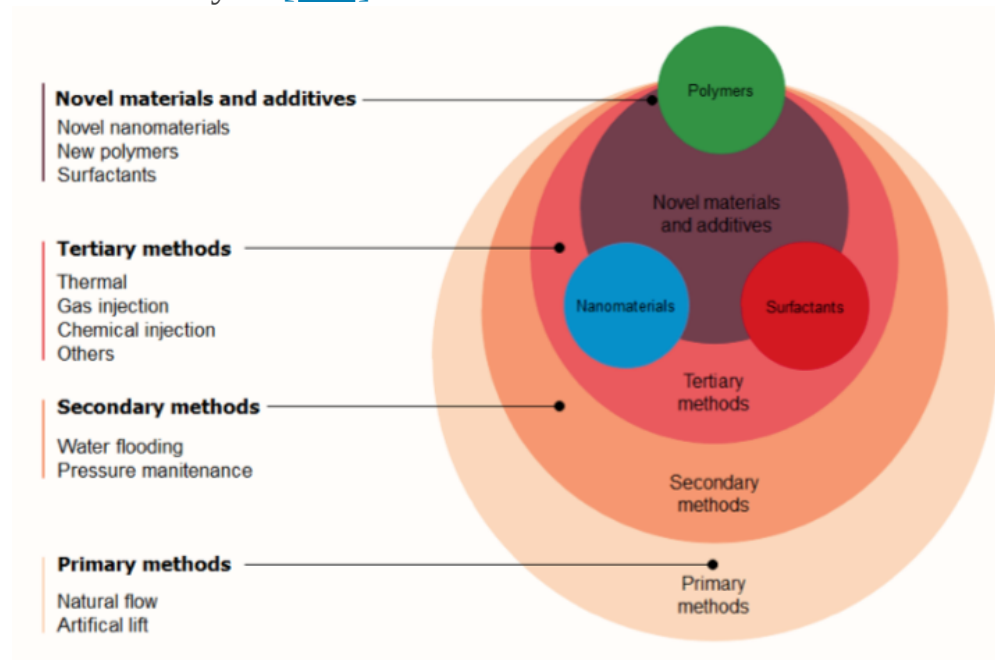 Novel materials and additives
Novel nanomaterials
New polymers
Surfactants
Tertiary methods
Thermal
Gas injection
Chemical injection
Others
Secondary methods
Water flooding
Pressure manitenance
Primary methods
Natural flow
Artifical lift
Polymers
Novel materials
and additives
Nanomaterials
Surfactants
Tertiary
methods
Secondary
methods
Primary
methods